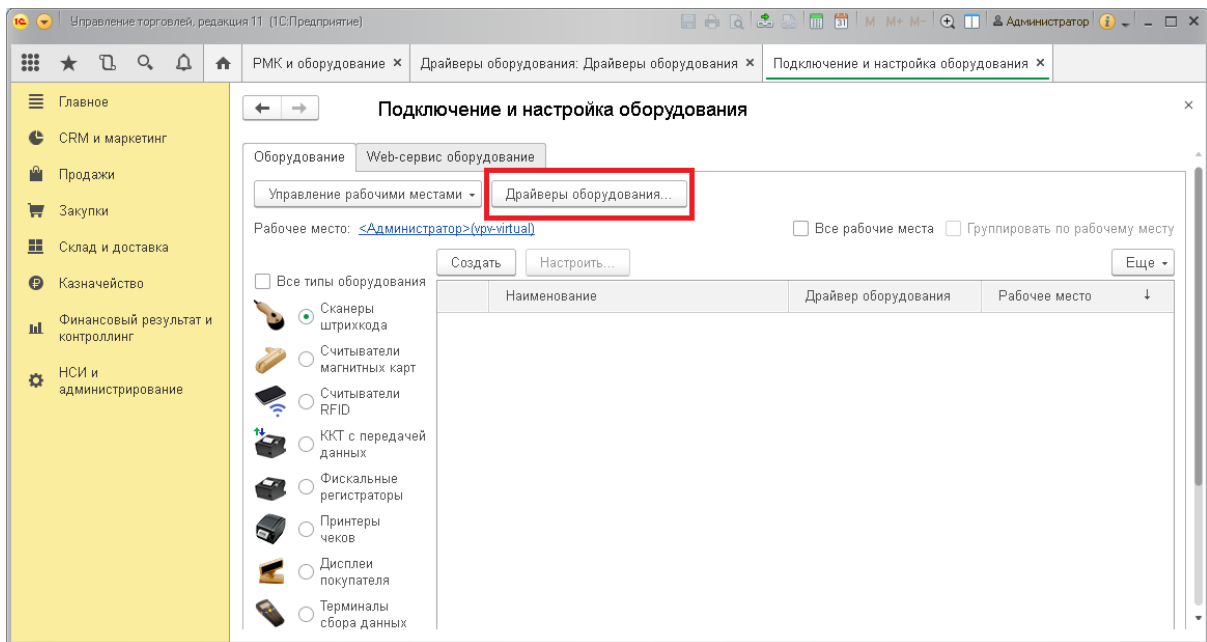 1С Управление торговлей, редакция 11 (1С:Предприятие) 31 M M+ M- Администратор
РМК и оборудование × Драйверы оборудования: Драйверы оборудования × Подключение и настройка оборудования ×
Главное
CRM и маркетинг
Продажи
Закупки
Склад и доставка
Казначейство
Финансовый результат и
контроллинг
НСИ и
администрирование
Подключение и настройка оборудования
Оборудование Web-сервис оборудование
Управление рабочими местами Драйверы оборудования...
Рабочее место: <Администратор>(vpv-virtual) Все рабочие места Группировать по рабочему месту
Создать Настроить... Еще
Все типы оборудования
Наименование Драйвер оборудования Рабочее место ↓
Сканеры
штрихкода
Считыватели
магнитных карт
Считыватели
RFID
ККТ с передачей
данных
Фискальные
регистраторы
Принтеры
чеков
Дисплеи
покупателя
Терминалы
сбора данных